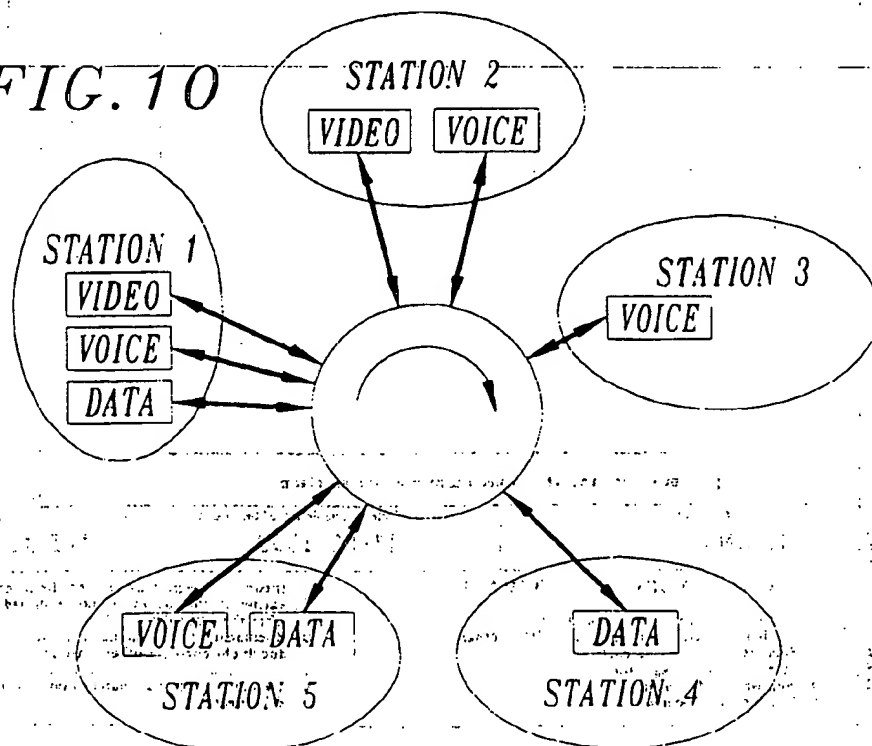 FIG. 10
STATION 2
VIDEO VOICE
STATION 1
VIDEO
VOICE
DATA
STATION 3
VOICE
VOICE DATA
STATION 5
DATA
STATION 4